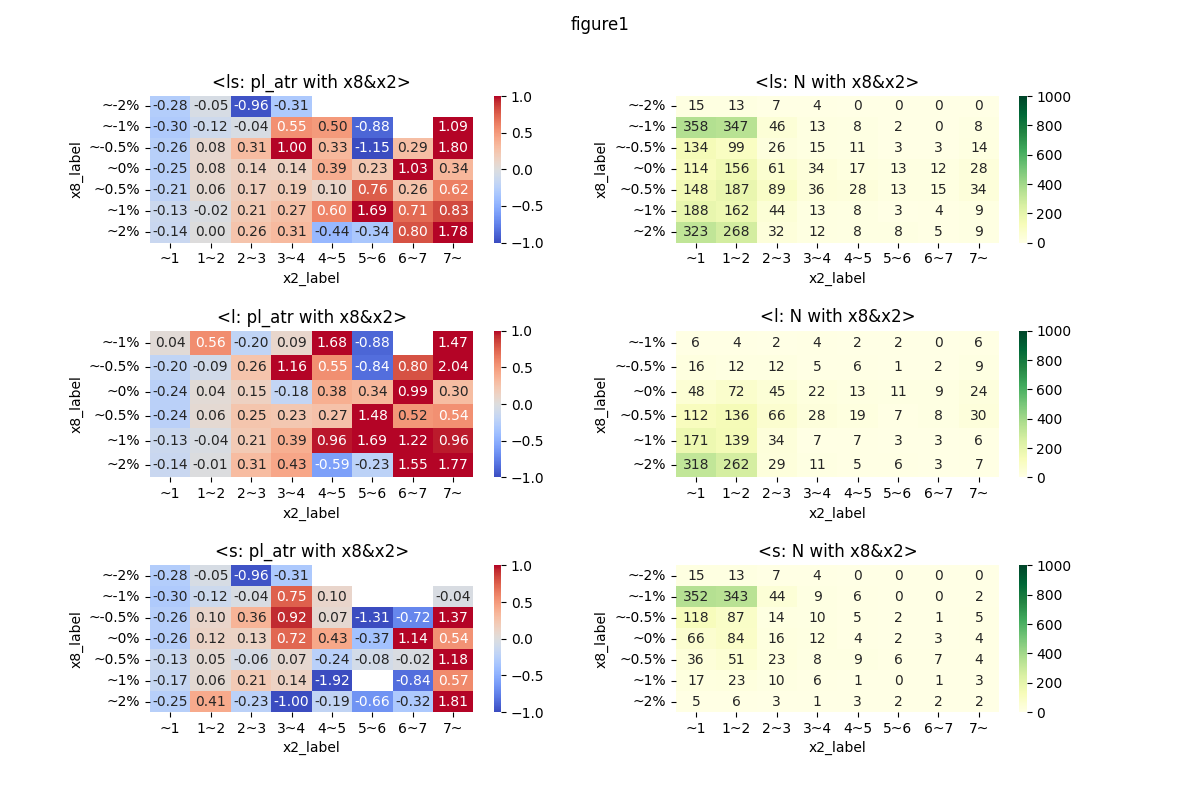 figure1
<ls: pl_atr with x8&x2>
x8_label
~-2% -0.28 -0.05 -0.96 -0.31
~-1% -0.30 -0.12 -0.04 0.55 0.50 -0.88 1.09
~-0.5% -0.26 0.08 0.31 1.00 0.33 -1.15 0.29 1.80
~0% -0.25 0.08 0.14 0.14 0.39 0.23 1.03 0.34
~0.5% -0.21 0.06 0.17 0.19 0.10 0.76 0.26 0.62
~1% -0.13 -0.02 0.21 0.27 0.60 1.69 0.71 0.83
~2% -0.14 0.00 0.26 0.31 -0.44 -0.34 0.80 1.78
~1 1~2 2~3 3~4 4~5 5~6 6~7 7~
x2_label
1.0
0.5
0.0
−0.5
−1.0
<ls: N with x8&x2>
x8_label
~-2% 15 13 7 4 0 0 0 0
~-1% 358 347 46 13 8 2 0 8
~-0.5% 134 99 26 15 11 3 3 14
~0% 114 156 61 34 17 13 12 28
~0.5% 148 187 89 36 28 13 15 34
~1% 188 162 44 13 8 3 4 9
~2% 323 268 32 12 8 8 5 9
~1 1~2 2~3 3~4 4~5 5~6 6~7 7~
x2_label
1000
800
600
400
200
0
<l: pl_atr with x8&x2>
x8_label
~-1% 0.04 0.56 -0.20 0.09 1.68 -0.88 1.47
~-0.5% -0.20 -0.09 0.26 1.16 0.55 -0.84 0.80 2.04
~0% -0.24 0.04 0.15 -0.18 0.38 0.34 0.99 0.30
~0.5% -0.24 0.06 0.25 0.23 0.27 1.48 0.52 0.54
~1% -0.13 -0.04 0.21 0.39 0.96 1.69 1.22 0.96
~2% -0.14 -0.01 0.31 0.43 -0.59 -0.23 1.55 1.77
~1 1~2 2~3 3~4 4~5 5~6 6~7 7~
x2_label
1.0
0.5
0.0
−0.5
−1.0
<l: N with x8&x2>
x8_label
~-1% 6 4 2 4 2 2 0 6
~-0.5% 16 12 12 5 6 1 2 9
~0% 48 72 45 22 13 11 9 24
~0.5% 112 136 66 28 19 7 8 30
~1% 171 139 34 7 7 3 3 6
~2% 318 262 29 11 5 6 3 7
~1 1~2 2~3 3~4 4~5 5~6 6~7 7~
x2_label
1000
800
600
400
200
0
<s: pl_atr with x8&x2>
x8_label
~-2% -0.28 -0.05 -0.96 -0.31
~-1% -0.30 -0.12 -0.04 0.75 0.10 -0.04
~-0.5% -0.26 0.10 0.36 0.92 0.07 -1.31 -0.72 1.37
~0% -0.26 0.12 0.13 0.72 0.43 -0.37 1.14 0.54
~0.5% -0.13 0.05 -0.06 0.07 -0.24 -0.08 -0.02 1.18
~1% -0.17 0.06 0.21 0.14 -1.92 -0.84 0.57
~2% -0.25 0.41 -0.23 -1.00 -0.19 -0.66 -0.32 1.81
~1 1~2 2~3 3~4 4~5 5~6 6~7 7~
x2_label
1.0
0.5
0.0
−0.5
−1.0
<s: N with x8&x2>
x8_label
~-2% 15 13 7 4 0 0 0 0
~-1% 352 343 44 9 6 0 0 2
~-0.5% 118 87 14 10 5 2 1 5
~0% 66 84 16 12 4 2 3 4
~0.5% 36 51 23 8 9 6 7 4
~1% 17 23 10 6 1 0 1 3
~2% 5 6 3 1 3 2 2 2
~1 1~2 2~3 3~4 4~5 5~6 6~7 7~
x2_label
1000
800
600
400
200
0